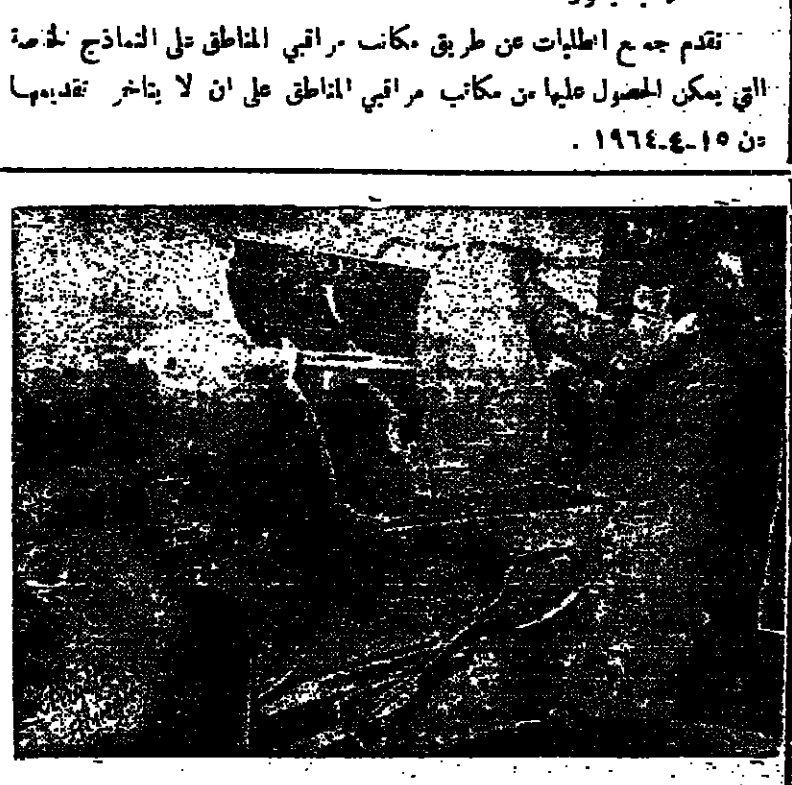 تقدم جميع الطلبات عن طريق مكاتب مراقبي المناطق على النماذج الخاصة
التي يمكن الحصول عليها من مكاتب مراقبي المناطق على ان لا يتاخر تقديمها
عن ١٥-٤-١٩٦٤ .